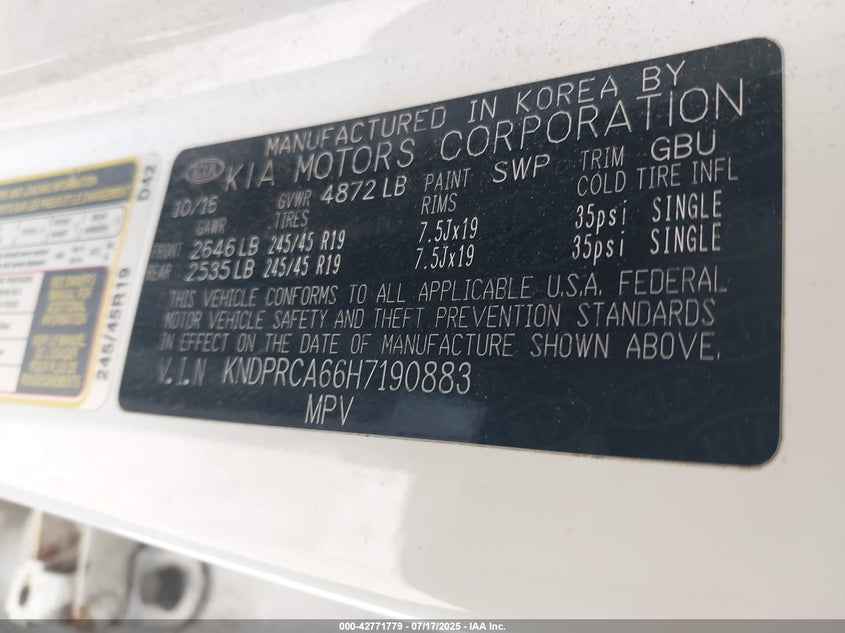 MANUFACTURED IN KOREA BY
KIA KIA MOTORS CORPORATION
10/16 GVWR 4872 LB PAINT SWP TRIM GBU
GAWR TIRES RIMS COLD TIRE INFL
FRONT 2646 LB 245/45 R19 7.5Jx19 35psi SINGLE
REAR 2535 LB 245/45 R19 7.5Jx19 35psi SINGLE
THIS VEHICLE CONFORMS TO ALL APPLICABLE U.S.A. FEDERAL
MOTOR VEHICLE SAFETY AND THEFT PREVENTION STANDARDS
IN EFFECT ON THE DATE OF MANUFACTURE SHOWN ABOVE.
V.I.N KNDPRCA66H7190883
MPV
D42
245/45R19
000-42771779 - 07/17/2025 - IAA Inc.